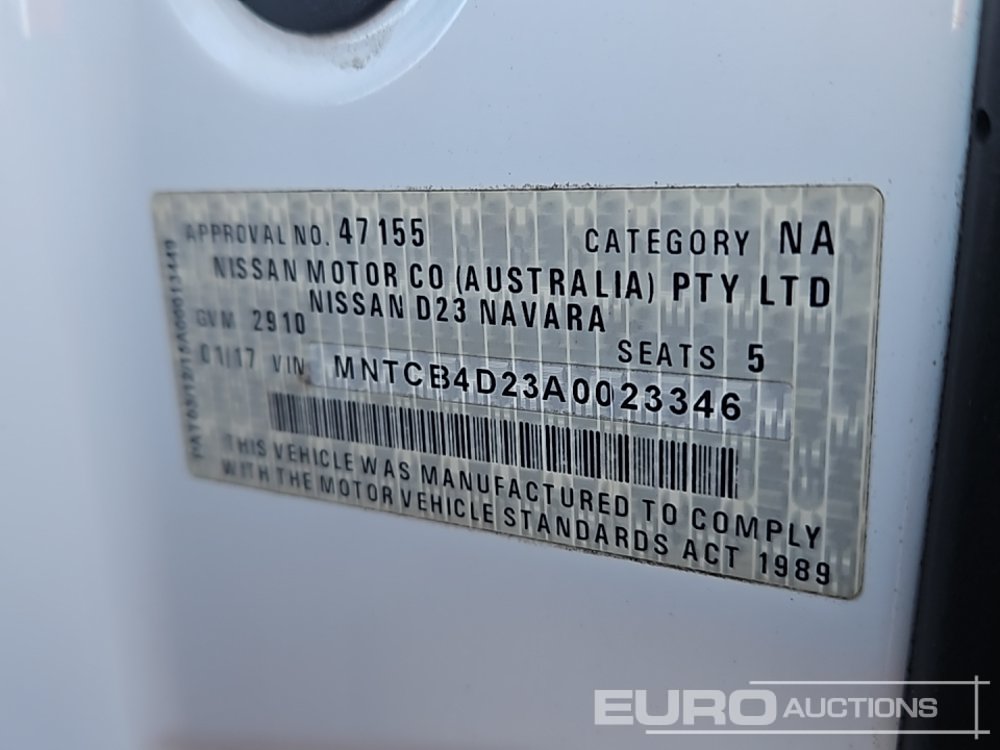 APPROVAL NO. 47155 CATEGORY NA
NISSAN MOTOR CO (AUSTRALIA) PTY LTD
NISSAN D23 NAVARA
GVM 2910 SEATS 5
01/17 VIN MNTCB4D23A0023346
THIS VEHICLE WAS MANUFACTURED TO COMPLY
WITH THE MOTOR VEHICLE STANDARDS ACT 1989
EURO AUCTIONS